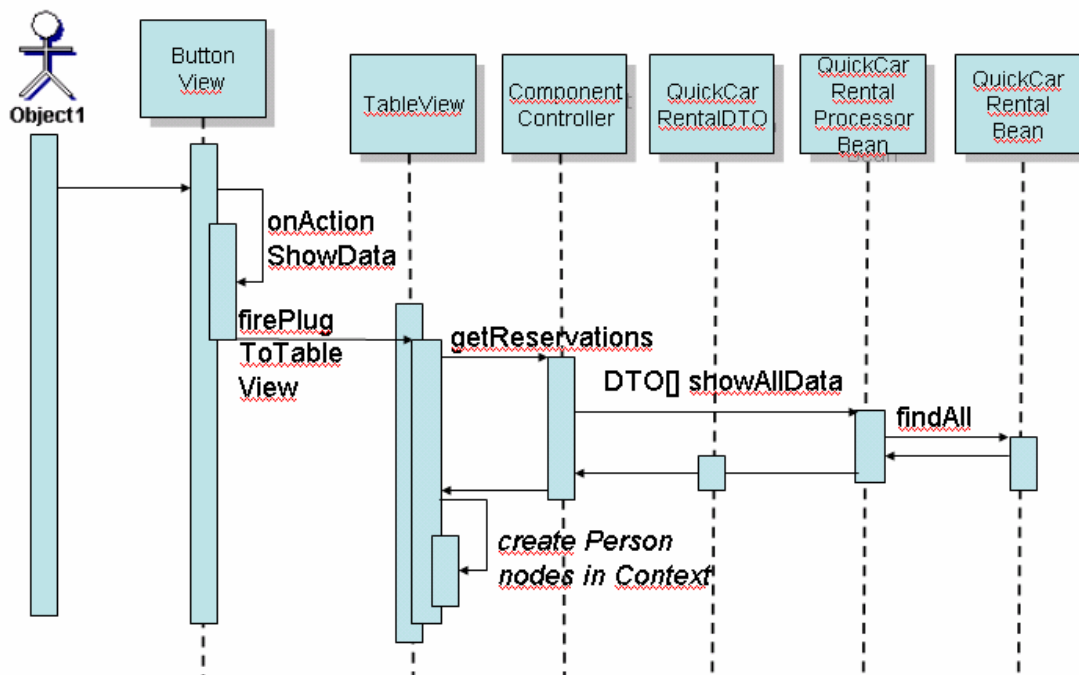 Object1
Button
View
TableView
Component
Controller
QuickCar
RentalDTO
QuickCar
Rental
Processor
Bean
QuickCar
Rental
Bean
onAction
ShowData
firePlug
ToTable
View
getReservations
DTO[] showAllData
findAll
create Person
nodes in Context